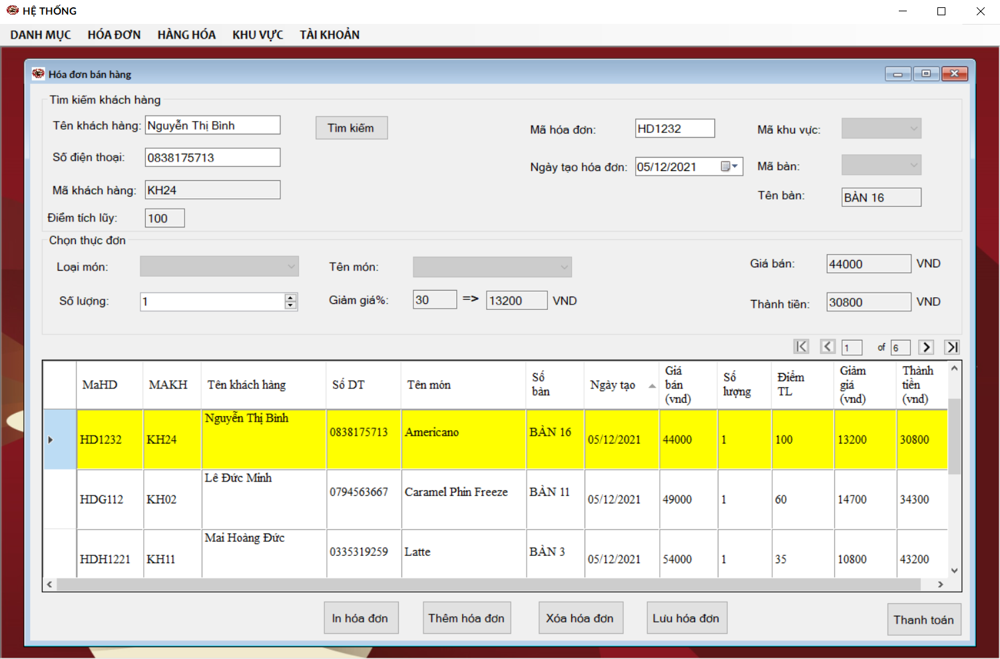 HỆ THỐNG
DANH MỤC HÓA ĐƠN HÀNG HÓA KHU VỰC TÀI KHOẢN
Hóa đơn bán hàng
Tìm kiếm khách hàng
Tên khách hàng: Nguyễn Thị Bình Tìm kiếm Mã hóa đơn: HD1232 Mã khu vực:
Số điện thoại: 0838175713 Ngày tạo hóa đơn: 05/12/2021 Mã bàn:
Mã khách hàng: KH24 Tên bàn: BÀN 16
Điểm tích lũy: 100
Chọn thực đơn
Loại món: Tên món: Giá bán: 44000 VND
Số lượng: 1 Giảm giá%: 30 => 13200 VND Thành tiền: 30800 VND
1 of 6
MaHD MAKH Tên khách hàng Số DT Tên món Số bàn Ngày tạo Giá bán (vnd) Số lượng Điểm TL Giảm giá (vnd) Thành tiền (vnd)
HD1232 KH24 Nguyễn Thị Bình 0838175713 Americano BÀN 16 05/12/2021 44000 1 100 13200 30800
HDG112 KH02 Lê Đức Minh 0794563667 Caramel Phin Freeze BÀN 11 05/12/2021 49000 1 60 14700 34300
HDH1221 KH11 Mai Hoàng Đức 0335319259 Latte BÀN 3 05/12/2021 54000 1 35 10800 43200
In hóa đơn Thêm hóa đơn Xóa hóa đơn Lưu hóa đơn Thanh toán